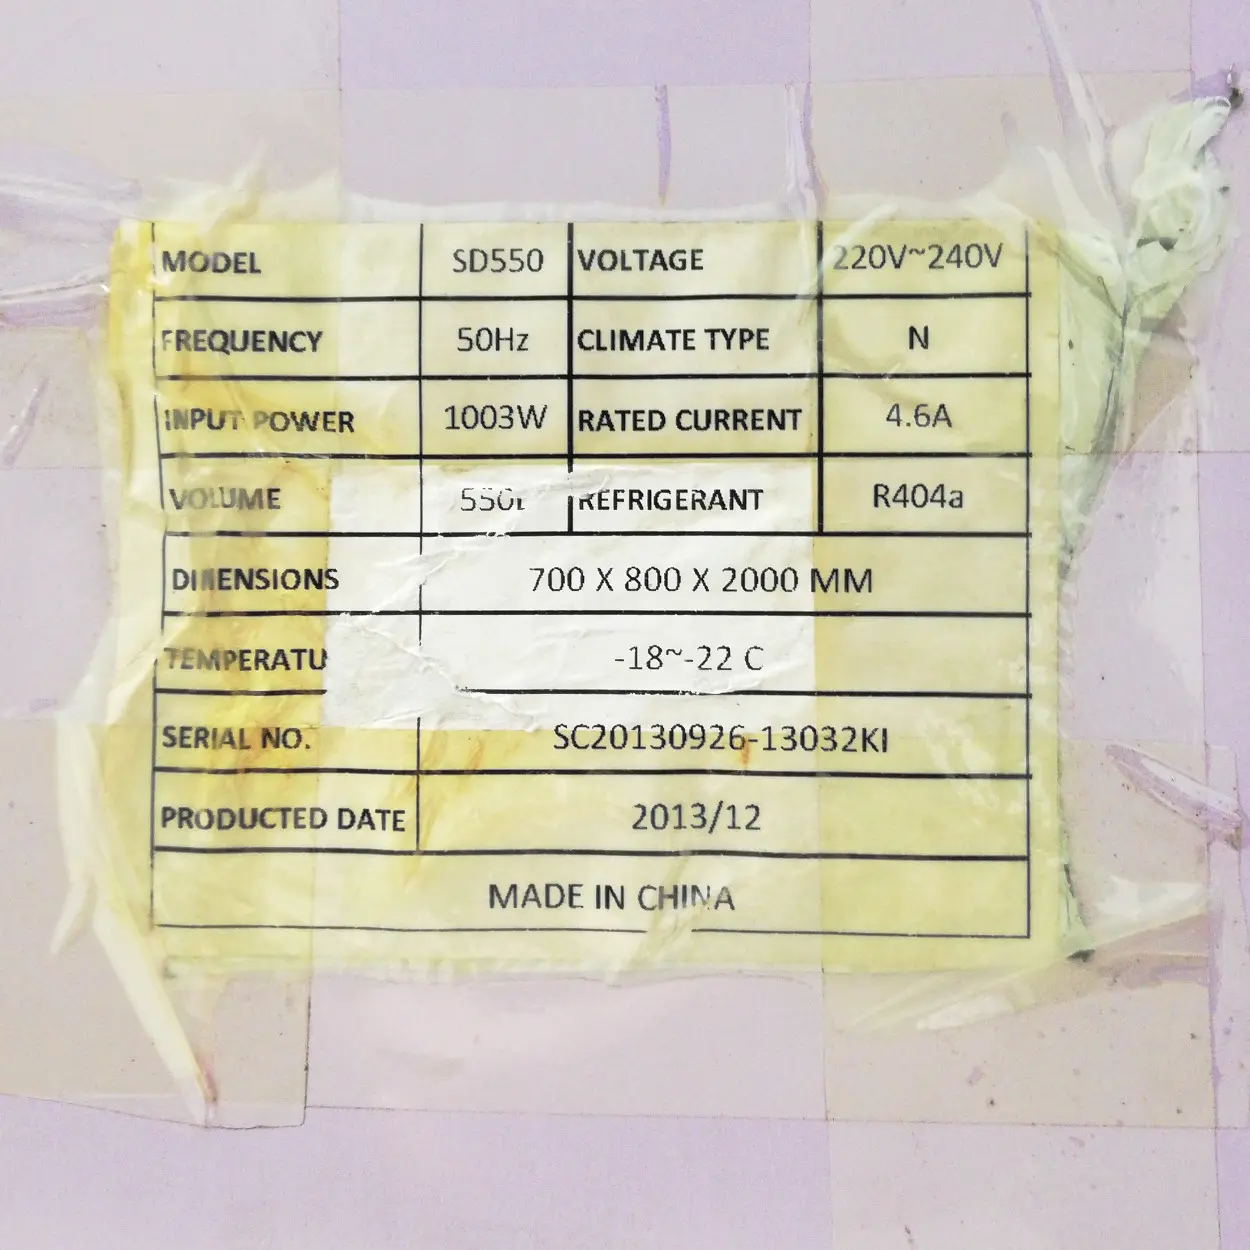 MODEL SD550 VOLTAGE 220V~240V
FREQUENCY 50Hz CLIMATE TYPE N
INPUT POWER 1003W RATED CURRENT 4.6A
VOLUME 550L REFRIGERANT R404a
DIMENSIONS 700 X 800 X 2000 MM
TEMPERATU -18~-22 C
SERIAL NO. SC20130926-13032KI
PRODUCTED DATE 2013/12
MADE IN CHINA